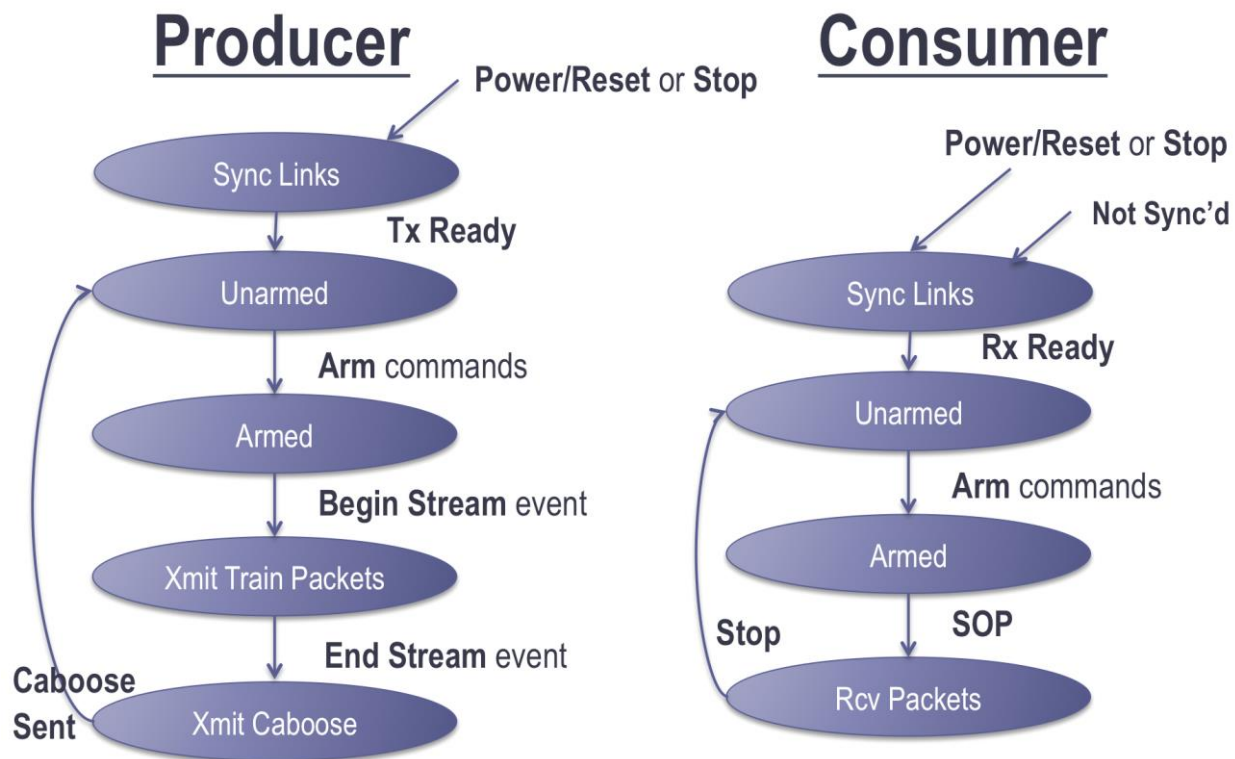 Producer
Power/Reset or Stop
Sync Links
Tx Ready
Unarmed
Arm commands
Armed
Begin Stream event
Xmit Train Packets
End Stream event
Caboose
Sent
Xmit Caboose
Consumer
Power/Reset or Stop
Not Sync’d
Sync Links
Rx Ready
Unarmed
Arm commands
Armed
SOP
Stop
Rcv Packets